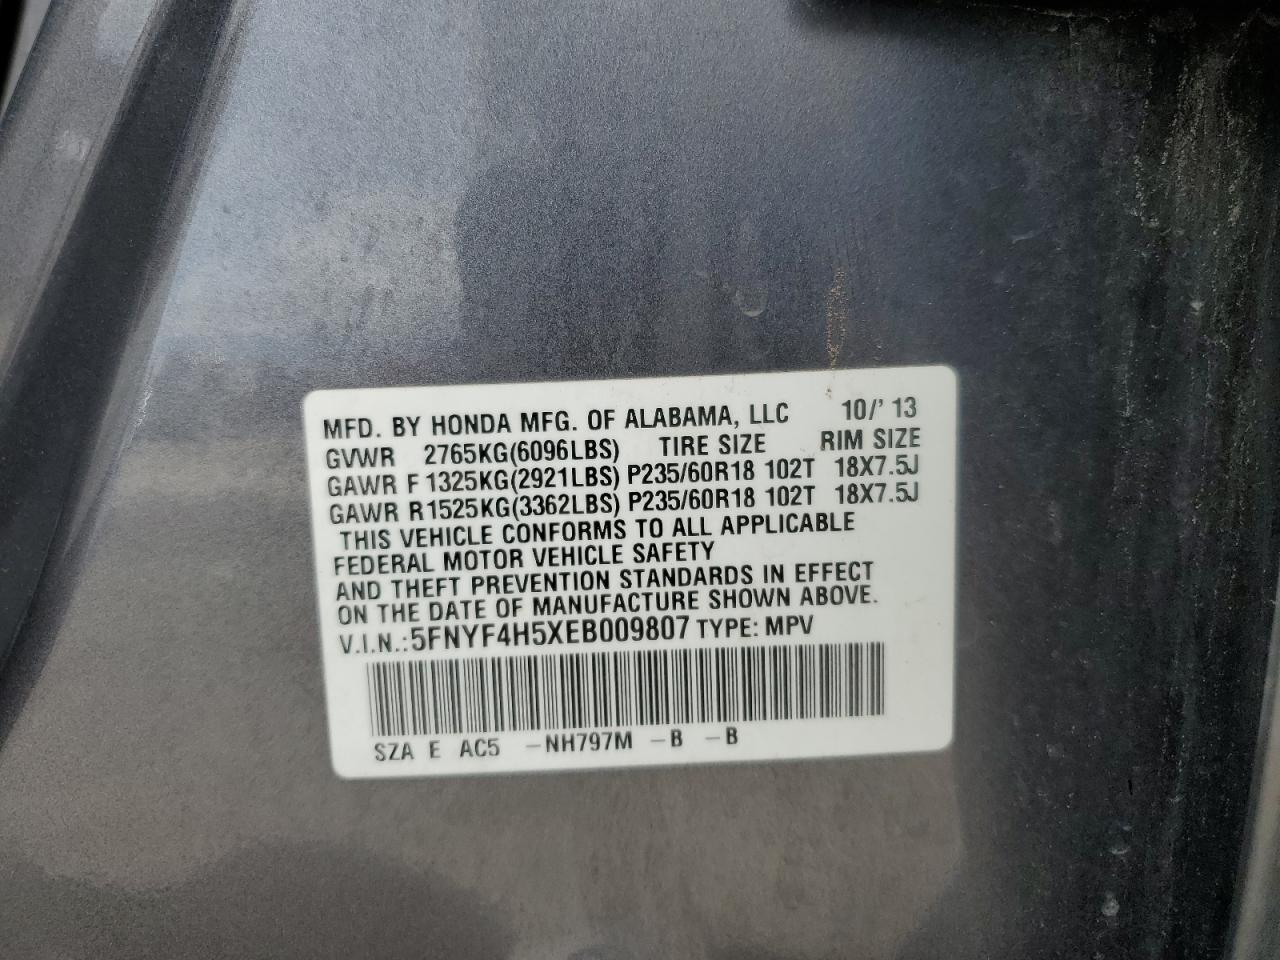 MFD. BY HONDA MFG. OF ALABAMA, LLC 10/' 13
GVWR 2765KG(6096LBS) TIRE SIZE RIM SIZE
GAWR F 1325KG(2921LBS) P235/60R18 102T 18X7.5J
GAWR R 1525KG(3362LBS) P235/60R18 102T 18X7.5J
THIS VEHICLE CONFORMS TO ALL APPLICABLE
FEDERAL MOTOR VEHICLE SAFETY
AND THEFT PREVENTION STANDARDS IN EFFECT
ON THE DATE OF MANUFACTURE SHOWN ABOVE.
V.I.N.: 5FNYF4H5XEB009807 TYPE: MPV
SZA E AC5 -NH797M -B -B